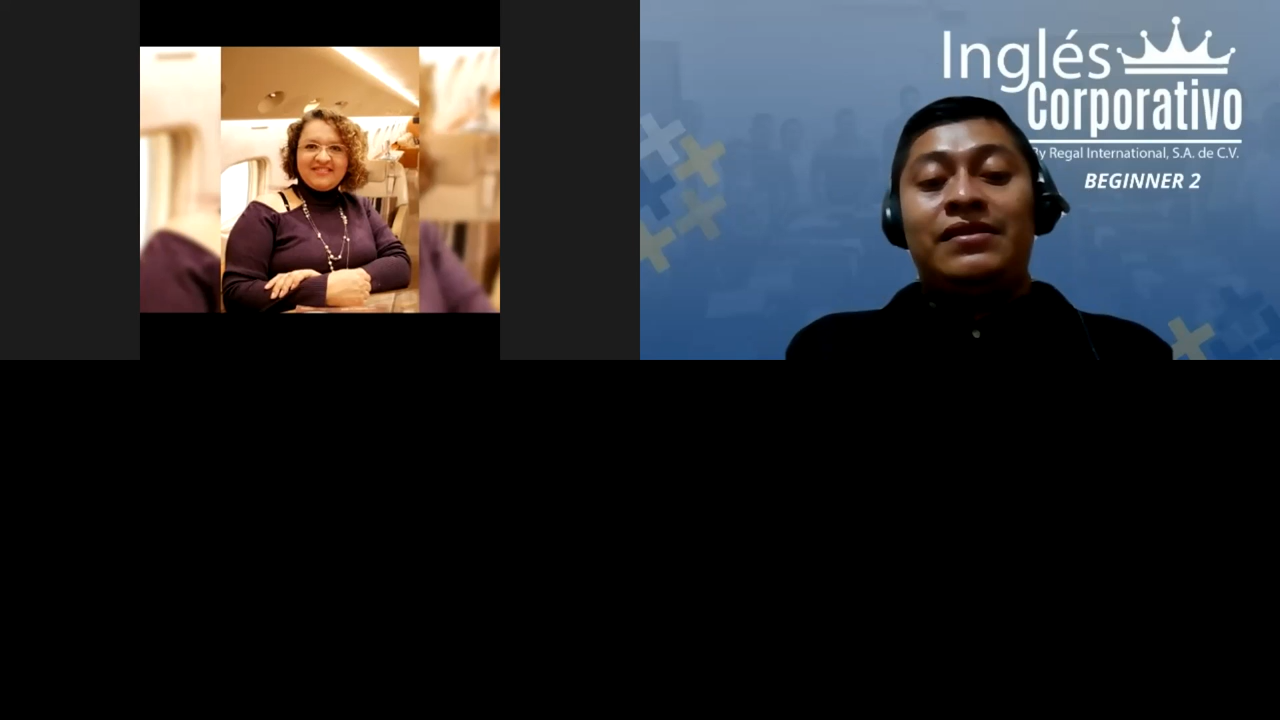 Inglés
Corporativo
By Regal International, S.A. de C.V.
BEGINNER 2